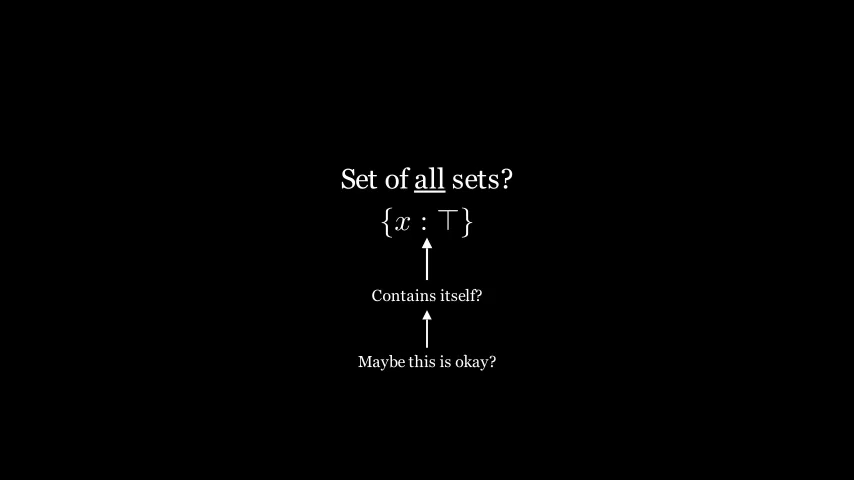 Set of all sets?
{x : ⊤}
Contains itself?
Maybe this is okay?